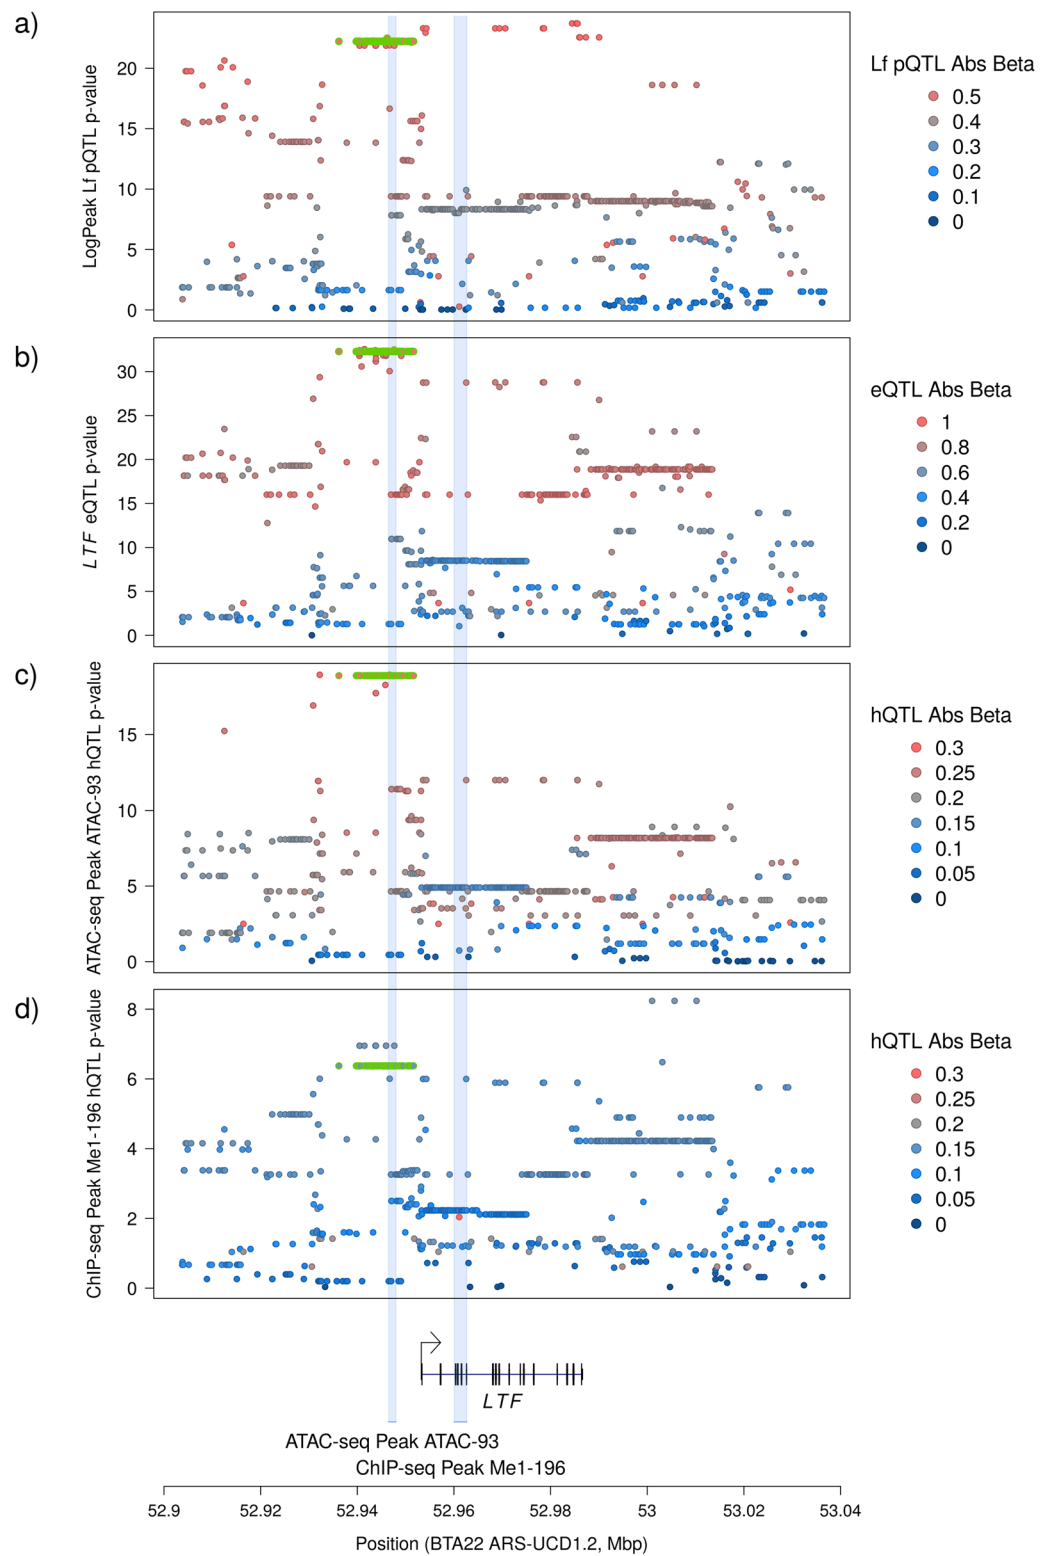 a)
LogPeak Lf pQTL p-value
20
15
10
5
0
Lf pQTL Abs Beta
0.5
0.4
0.3
0.2
0.1
0
b)
LTF eQTL p-value
30
25
20
15
10
5
0
eQTL Abs Beta
1
0.8
0.6
0.4
0.2
0
c)
ATAC-seq Peak ATAC-93 hQTL p-value
15
10
5
0
hQTL Abs Beta
0.3
0.25
0.2
0.15
0.1
0.05
0
d)
ChIP-seq Peak Me1-196 hQTL p-value
8
6
4
2
0
hQTL Abs Beta
0.3
0.25
0.2
0.15
0.1
0.05
0
LTF
ATAC-seq Peak ATAC-93
ChIP-seq Peak Me1-196
52.9 52.92 52.94 52.96 52.98 53 53.02 53.04
Position (BTA22 ARS-UCD1.2, Mbp)